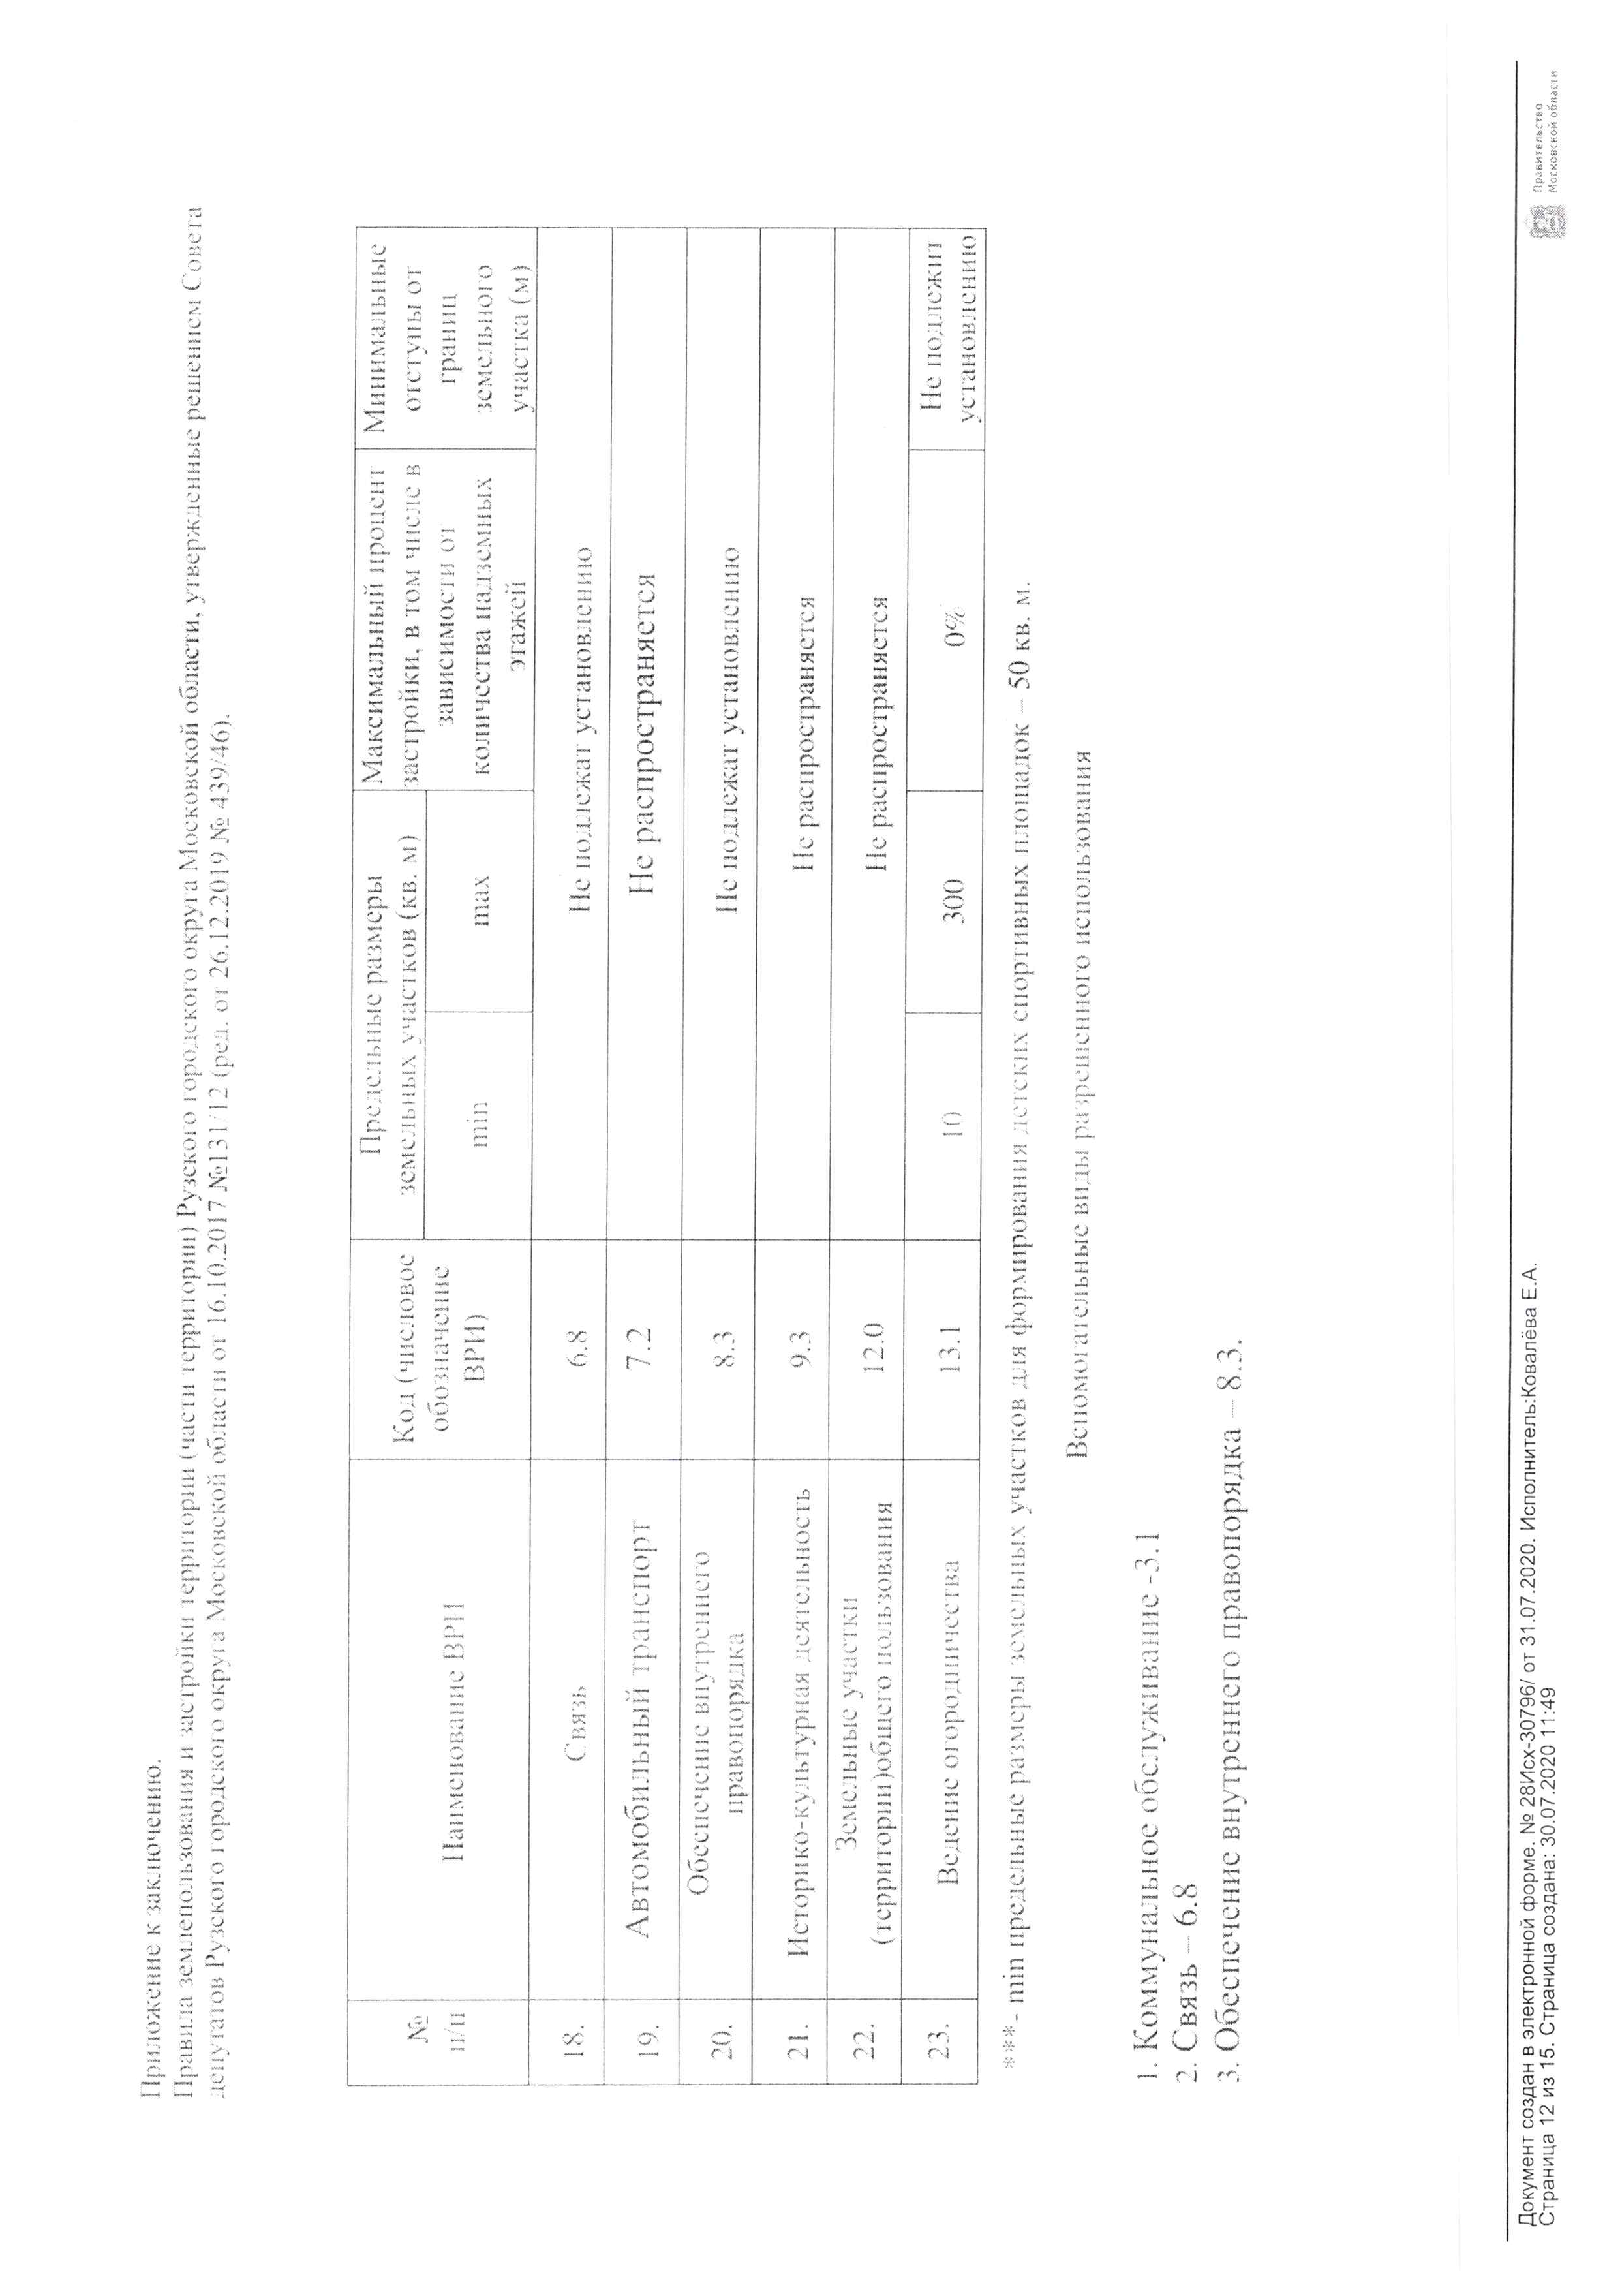 Приложение к заключению.
Правила землепользования и застройки территории (части территории) Рузского городского округа Московской области, утвержденные решением Совета
депутатов Рузского городского округа Московской области от 16.10.2017 №131/12 (ред. от 26.12.2019 № 439/46).
№
п/п
Наименование ВРИ
Код (числовое
обозначение
ВРИ)
Предельные размеры
земельных участков (кв. м)
min
max
Максимальный процент
застройки, в том числе в
зависимости от
количества надземных
этажей
Минимальные
отступы от
границ
земельного
участка (м)
18.
Связь
6.8
Не подлежат установлению
19.
Автомобильный транспорт
7.2
Не распространяется
20.
Обеспечение внутреннего
правопорядка
8.3
Не подлежат установлению
21.
Историко-культурная деятельность
9.3
Не распространяется
22.
Земельные участки
(территории)общего пользования
12.0
Не распространяется
23.
Ведение огородничества
13.1
10
300
0%
Не подлежит
установлению
***- min предельные размеры земельных участков для формирования детских спортивных площадок – 50 кв. м.
Вспомогательные виды разрешенного использования
1. Коммунальное обслуживание -3.1
2. Связь – 6.8
3. Обеспечение внутреннего правопорядка – 8.3.
Документ создан в электронной форме. № 28Исх-30796/ от 31.07.2020. Исполнитель:Ковалёва Е.А.
Страница 12 из 15. Страница создана: 30.07.2020 11:49
Правительство
Московской области